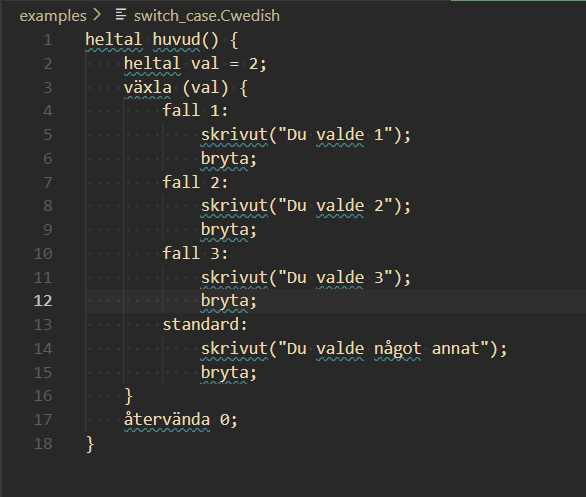 examples > switch_case.Cwedish
1 heltal huvud() {
2     heltal val = 2;
3     växla (val) {
4         fall 1:
5             skrivut("Du valde 1");
6             bryta;
7         fall 2:
8             skrivut("Du valde 2");
9             bryta;
10         fall 3:
11             skrivut("Du valde 3");
12             bryta;
13         standard:
14             skrivut("Du valde något annat");
15             bryta;
16     }
17     återvända 0;
18 }